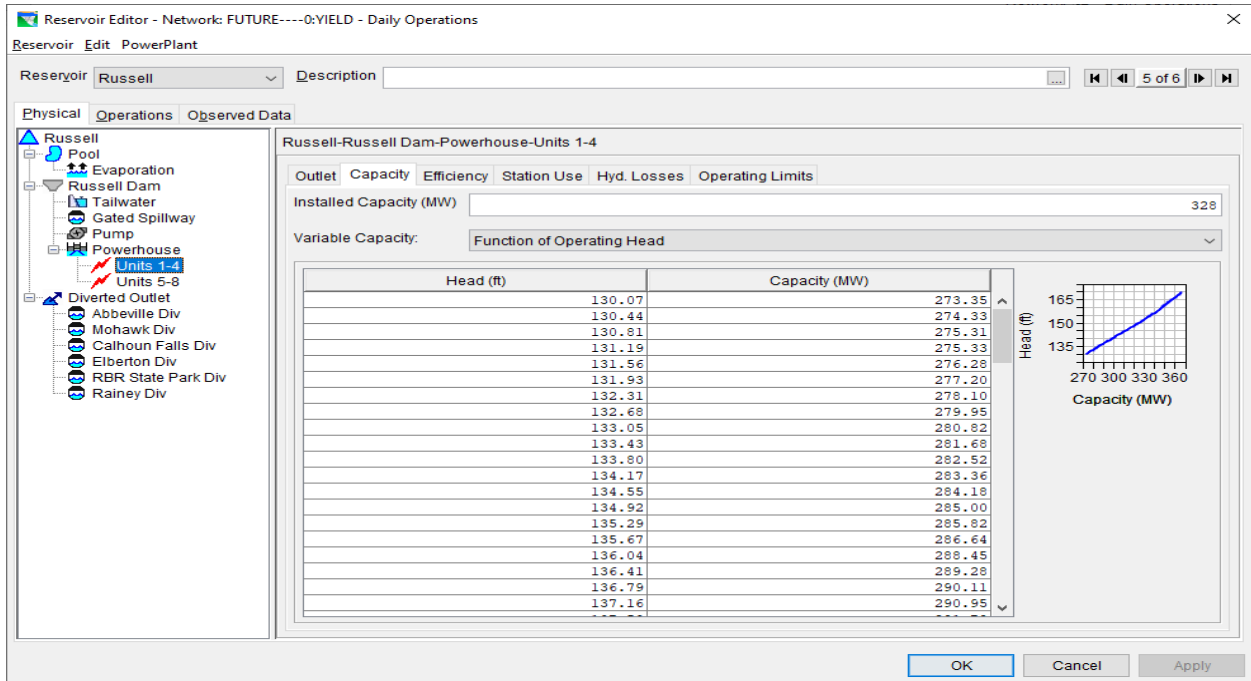 Reservoir Editor - Network: FUTURE----0:YIELD - Daily Operations
Reservoir Edit PowerPlant
Reservoir Russell Description ... 5 of 6
Physical Operations Observed Data
Russell
Pool
Evaporation
Russell Dam
Tailwater
Gated Spillway
Pump
Powerhouse
Units 1-4
Units 5-8
Diverted Outlet
Abbeville Div
Mohawk Div
Calhoun Falls Div
Elberton Div
RBR State Park Div
Rainey Div
Russell-Russell Dam-Powerhouse-Units 1-4
Outlet Capacity Efficiency Station Use Hyd. Losses Operating Limits
Installed Capacity (MW) 328
Variable Capacity: Function of Operating Head
Head (ft) Capacity (MW)
130.07 273.35
130.44 274.33
130.81 275.31
131.19 275.33
131.56 276.28
131.93 277.20
132.31 278.10
132.68 279.95
133.05 280.82
133.43 281.68
133.80 282.52
134.17 283.36
134.55 284.18
134.92 285.00
135.29 285.82
135.67 286.64
136.04 288.45
136.41 289.28
136.79 290.11
137.16 290.95
Head (ft)
165
150
135
270 300 330 360
Capacity (MW)
OK Cancel Apply